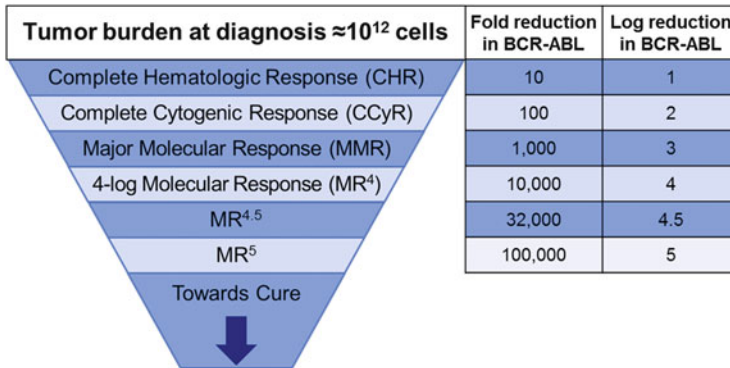 Tumor burden at diagnosis ≈10¹² cells
Fold reduction
in BCR-ABL
Log reduction
in BCR-ABL
Complete Hematologic Response (CHR) 10 1
Complete Cytogenic Response (CCyR) 100 2
Major Molecular Response (MMR) 1,000 3
4-log Molecular Response (MR⁴) 10,000 4
MR⁴·⁵ 32,000 4.5
MR⁵ 100,000 5
Towards Cure